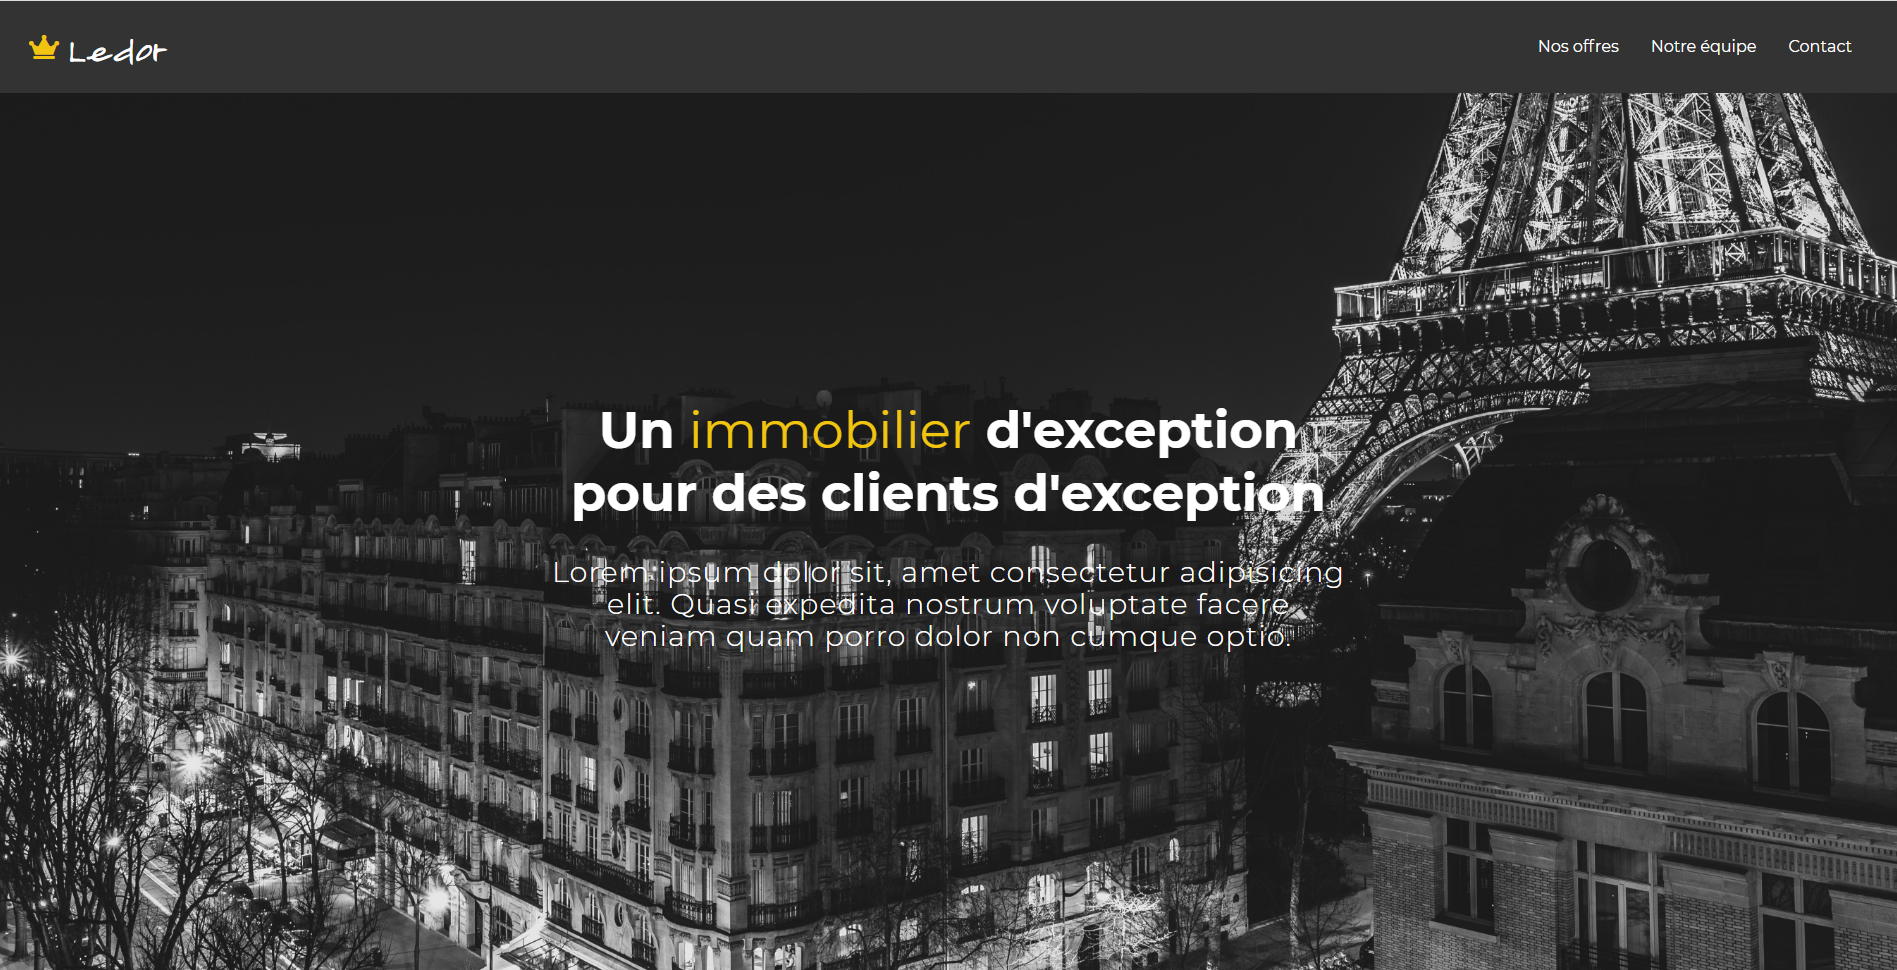 Ledor
Nos offres
Notre équipe
Contact
Un immobilier d'exception
pour des clients d'exception
Lorem ipsum dolor sit, amet consectetur adipisicing
elit. Quasi expedita nostrum voluptate facere
veniam quam porro dolor non cumque optio.